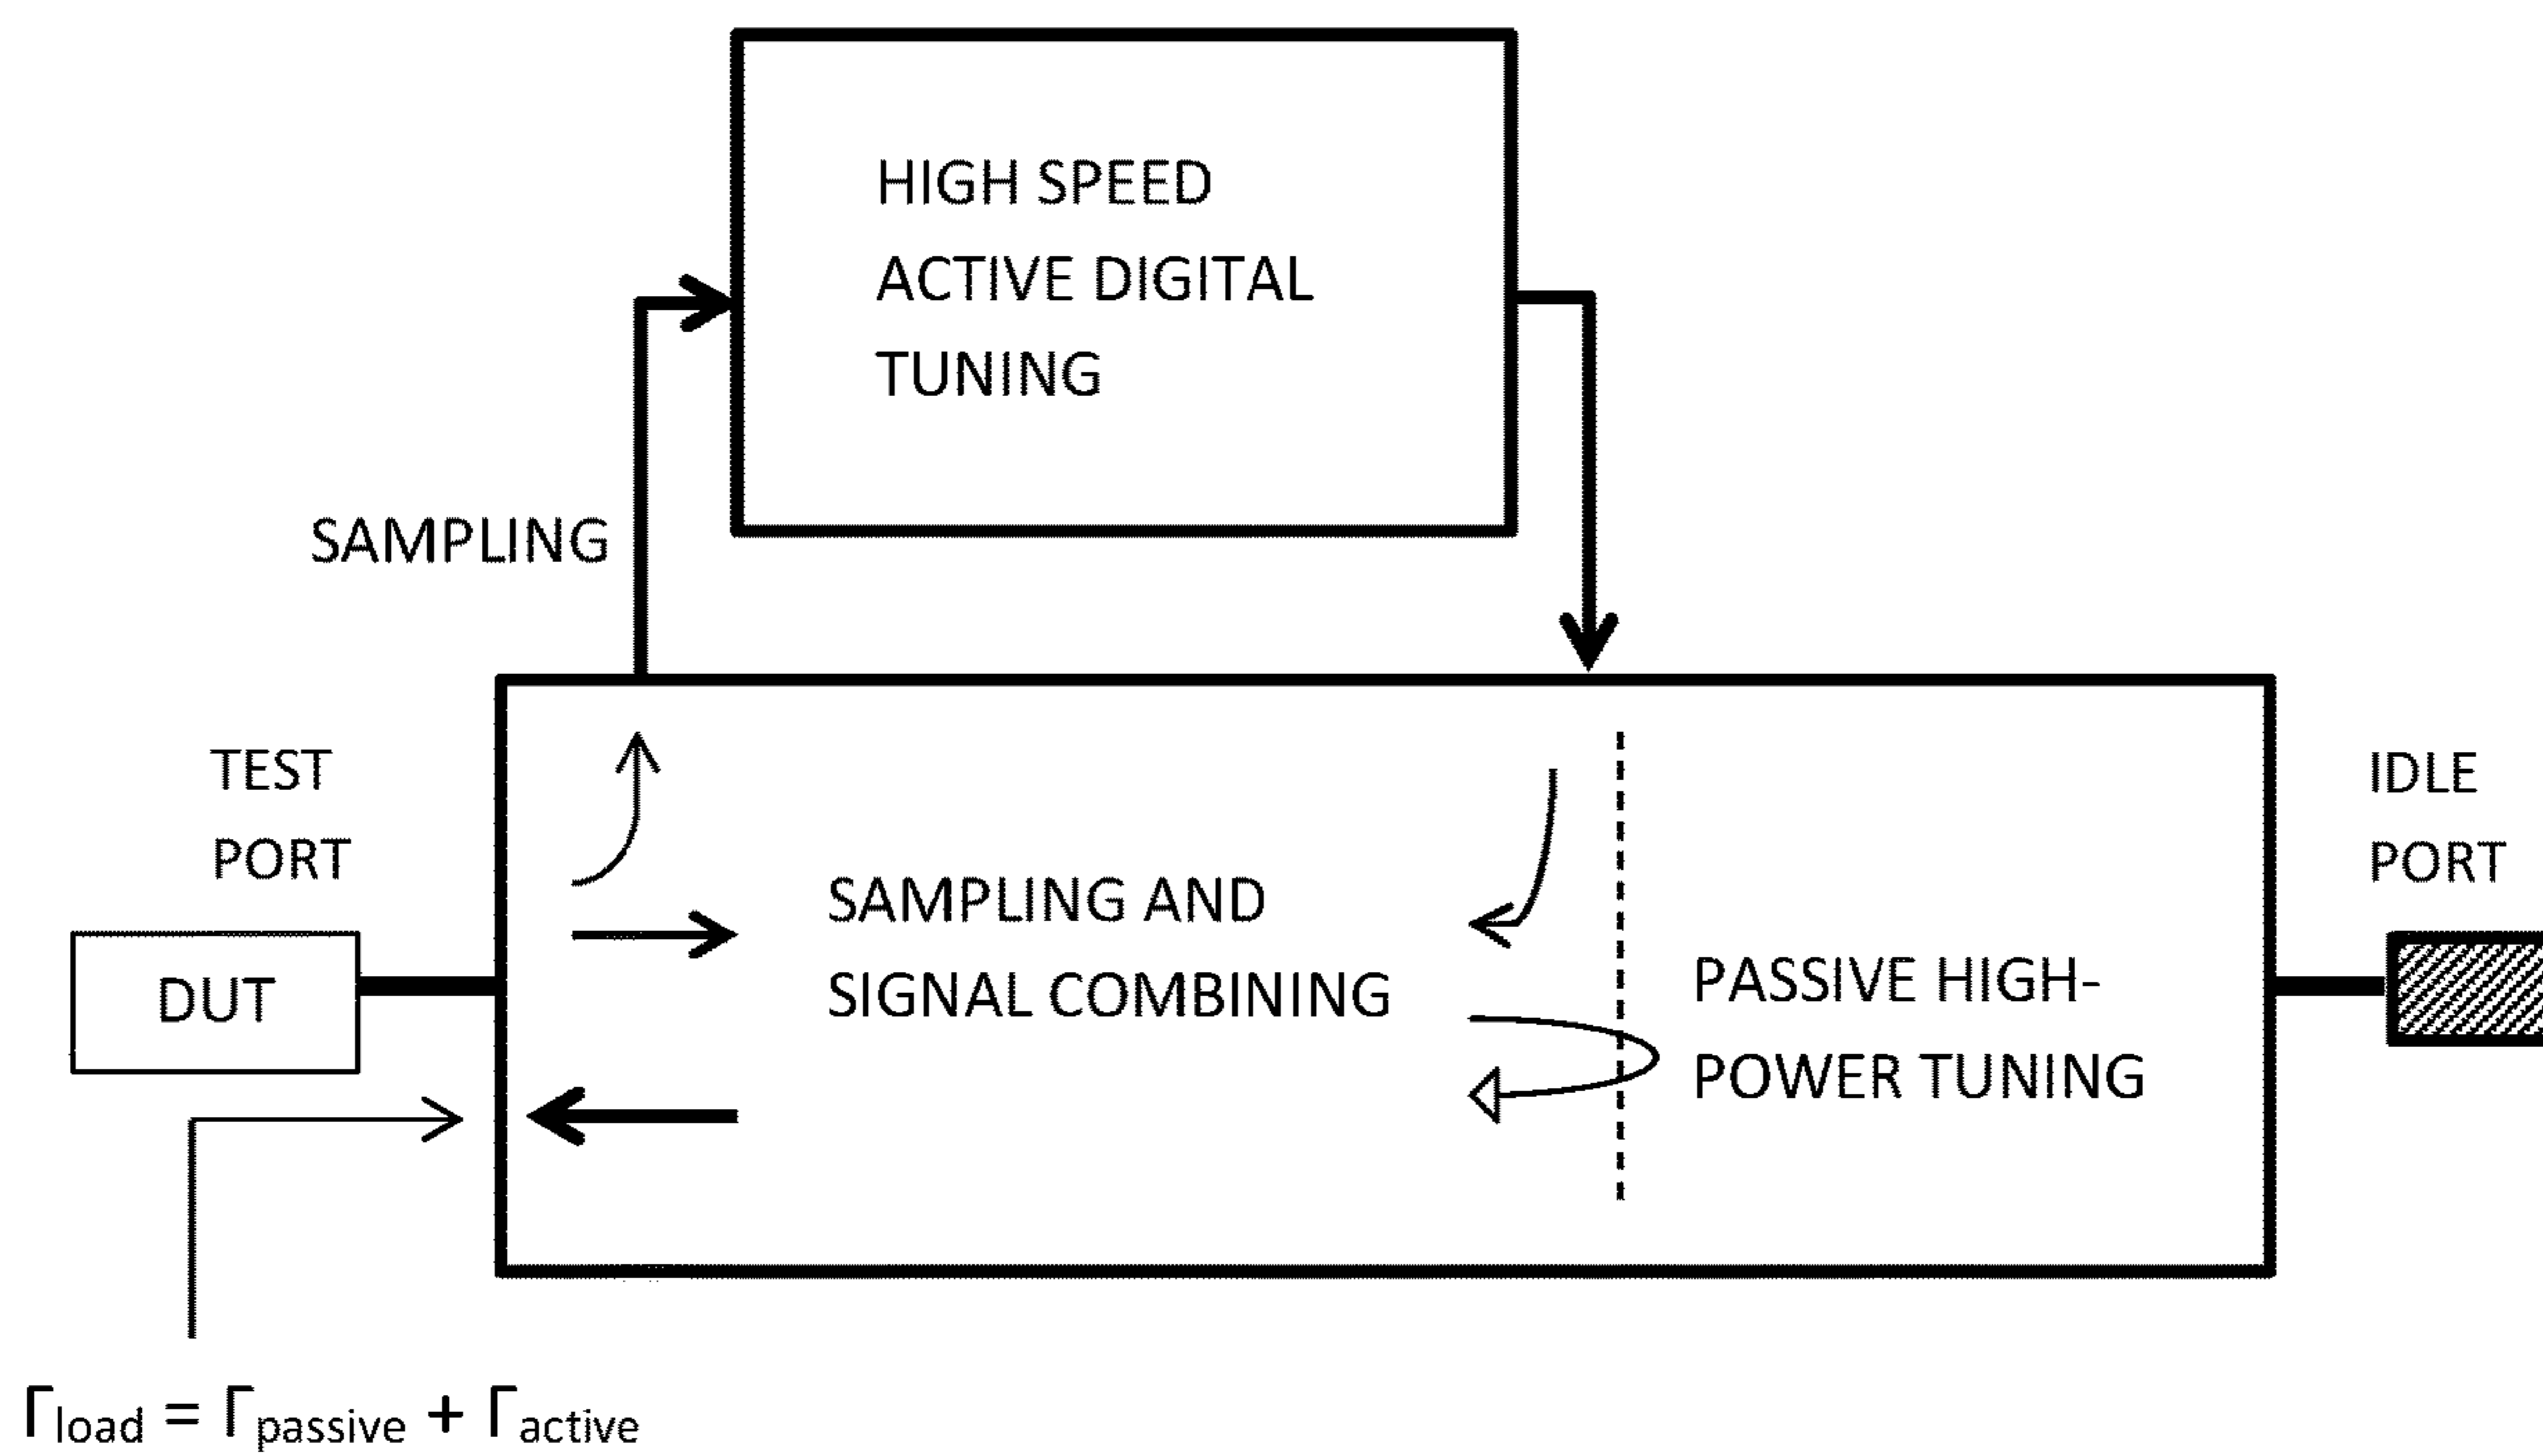 HIGH SPEED
ACTIVE DIGITAL
TUNING
SAMPLING
TEST
PORT
IDLE
PORT
SAMPLING AND
SIGNAL COMBINING
PASSIVE HIGH-
POWER TUNING
DUT
Γload = Γpassive + Γactive